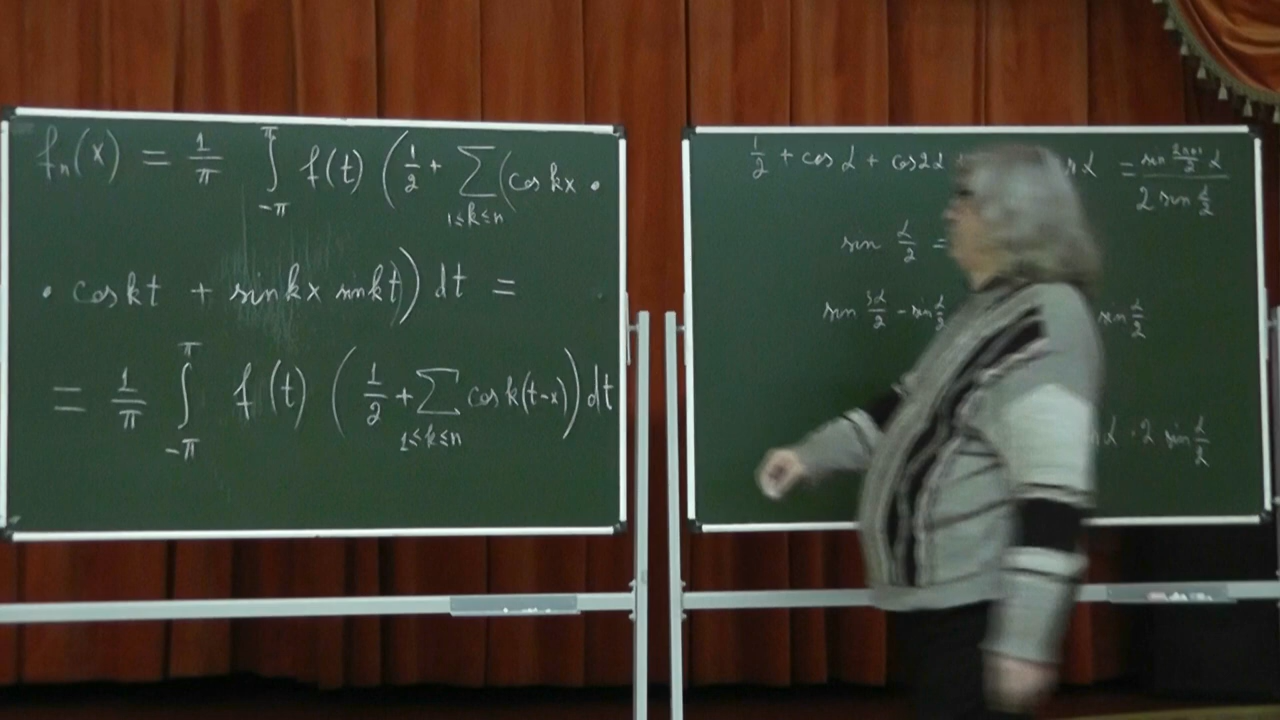 fₙ(x) = 1/π ∫_{-π}^{π} f(t) (1/2 + ∑_{1≤k≤n} (cos kx ·
· cos kt + sin kx sin kt) dt =
= 1/π ∫_{-π}^{π} f(t) (1/2 + ∑_{1≤k≤n} cos k(t-x)) dt
1/2 + cos α + cos 2α α = sin (2n+1)/2 α / 2 sin α/2
sin α/2 =
sin 3α/2 - sin α/2 sin α/2
α · 2 sin α/2